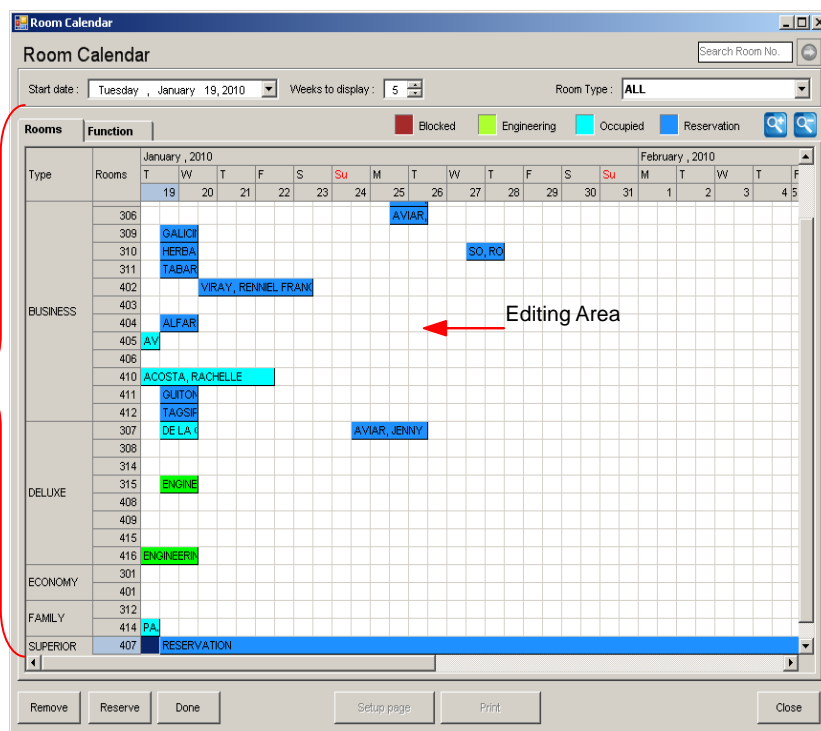 Room Calendar
Room Calendar
Search Room No.
Start date : Tuesday , January 19, 2010 Weeks to display : 5 Room Type : ALL
Rooms Function Blocked Engineering Occupied Reservation
January , 2010 February , 2010
Type Rooms T W T F S Su M T W T F S Su M T W T F
19 20 21 22 23 24 25 26 27 28 29 30 31 1 2 3 4 5
306 AVIAR,
309 GALICI
310 HERBA SO, RO
311 TABAR
402 VIRAY, RENNIEL FRANC
403
BUSINESS
404 ALFAR
Editing Area
405 AV
406
410 ACOSTA, RACHELLE
411 GUITON
412 TAGSIF
307 DE LA AVIAR, JENNY
308
314
315 ENGINE
DELUXE
408
409
415
416 ENGINEERIN
301
ECONOMY
401
312
FAMILY
414 PA.
SUPERIOR 407 RESERVATION
Remove Reserve Done Setup page Print Close